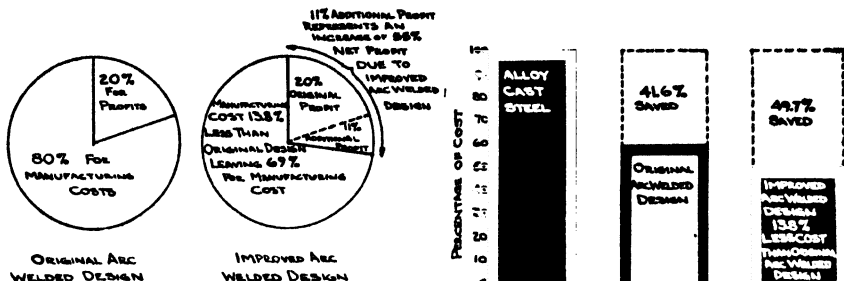 20%
FOR
PROFITS
80% FOR
MANUFACTURING
COSTS
ORIGINAL ARC
WELDED DESIGN
11% ADDITIONAL PROFIT
REPRESENTS AN
INCREASE OF 55%
NET PROFIT
DUE TO
IMPROVED
ARC WELDED
DESIGN
20%
ORIGINAL
PROFIT
11%
ADDITIONAL
PROFIT
MANUFACTURING
COST 13.8%
LESS THAN
ORIGINAL DESIGN
LEAVING 69%
FOR MANUFACTURING
COST
IMPROVED ARC
WELDED DESIGN
PERCENTAGE OF COST
100
90
80
70
60
50
40
20
10
ALLOY
CAST
STEEL
41.6%
SAVED
ORIGINAL
ARC WELDED
DESIGN
49.7%
SAVED
IMPROVED
ARC WELDED
DESIGN
13.8%
LESS COST
THAN ORIGINAL
ARC WELDED
DESIGN